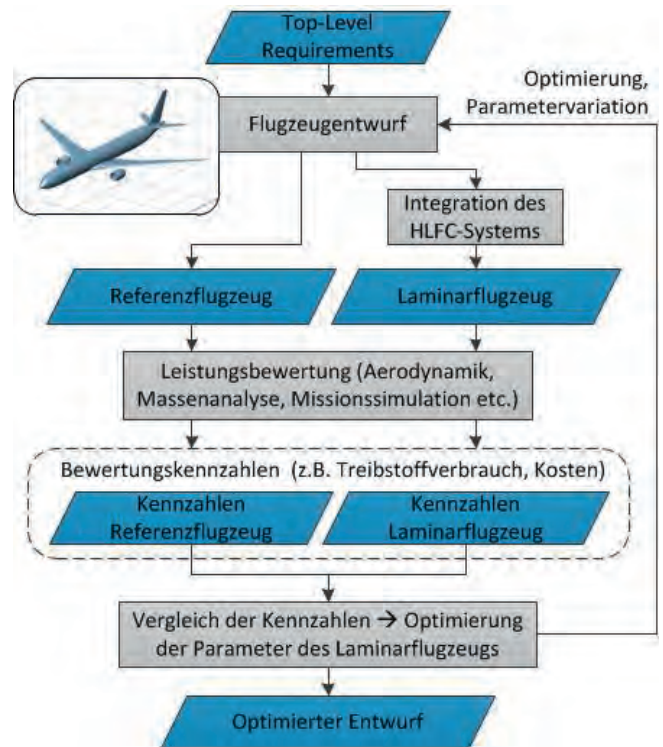 Top-Level
Requirements
Optimierung,
Parametervariation
Flugzeugentwurf
Integration des
HLFC-Systems
Referenzflugzeug
Laminarflugzeug
Leistungsbewertung (Aerodynamik,
Massenanalyse, Missionssimulation etc.)
Bewertungskennzahlen (z.B. Treibstoffverbrauch, Kosten)
Kennzahlen
Referenzflugzeug
Kennzahlen
Laminarflugzeug
Vergleich der Kennzahlen → Optimierung
der Parameter des Laminarflugzeugs
Optimierter Entwurf